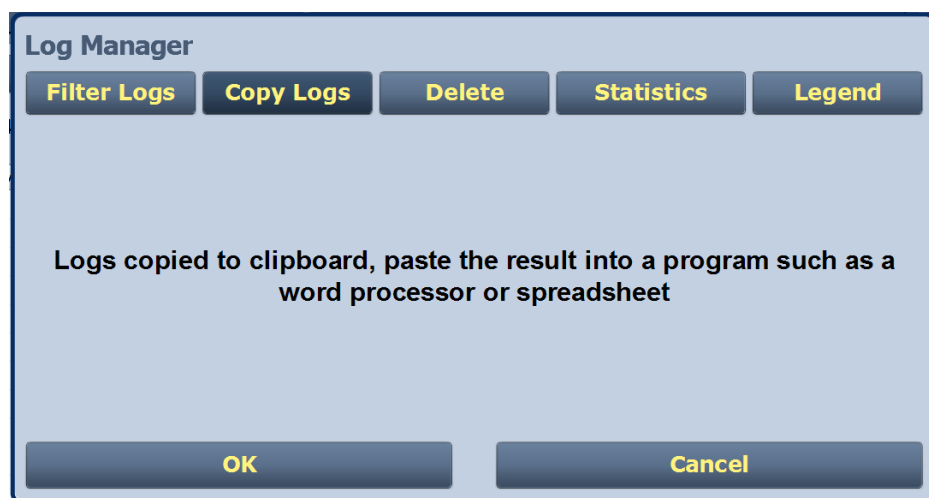 Log Manager
Filter Logs Copy Logs Delete Statistics Legend
Logs copied to clipboard, paste the result into a program such as a
word processor or spreadsheet
OK Cancel